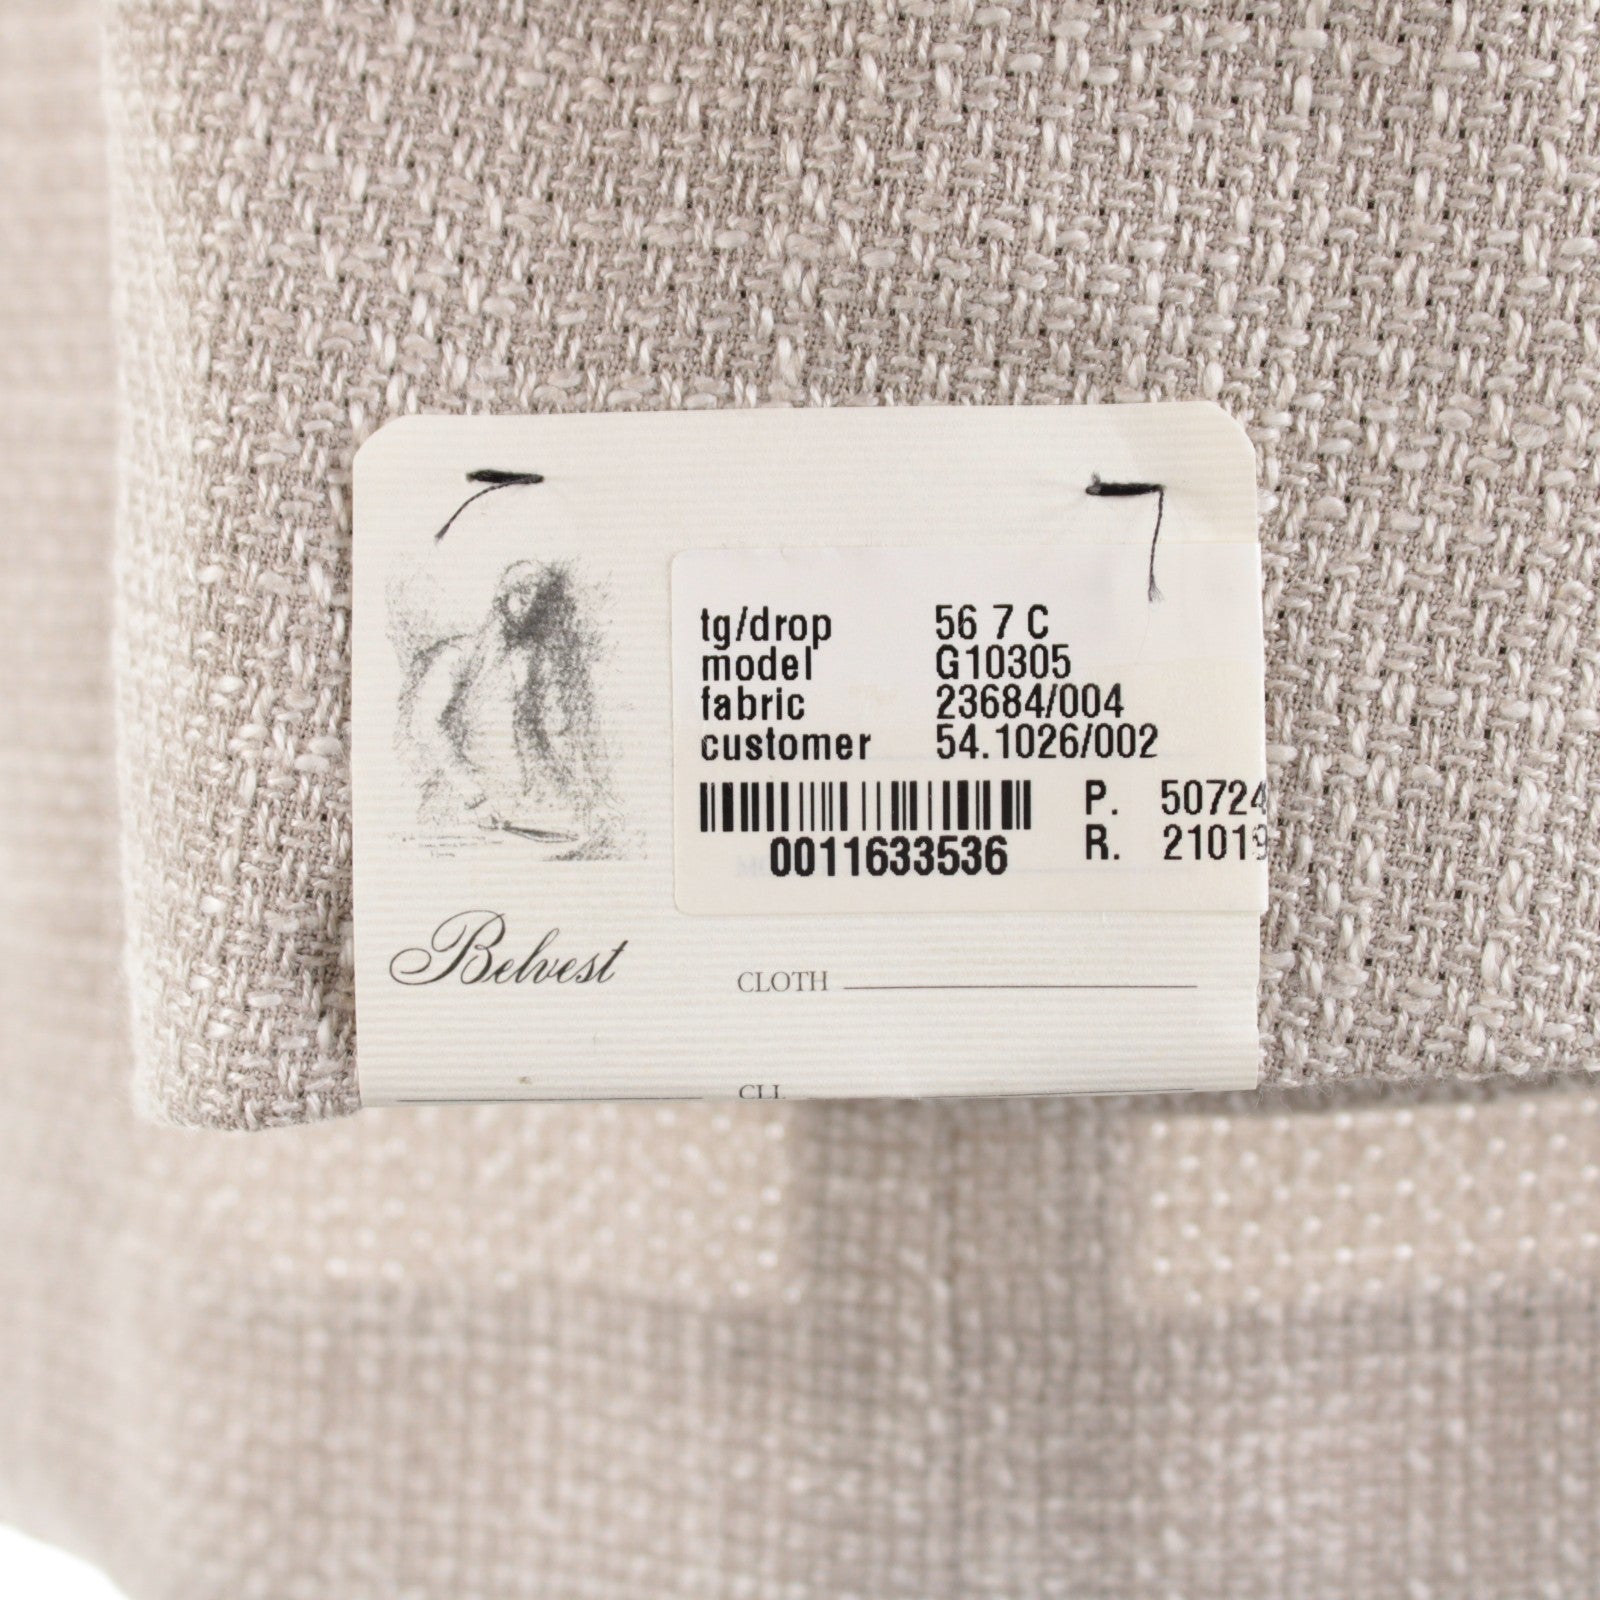 tg/drop 56 7 C
model G10305
fabric 23684/004
customer 54.1026/002
P. 50724
0011633536 R. 21019
Belvest
CLOTH